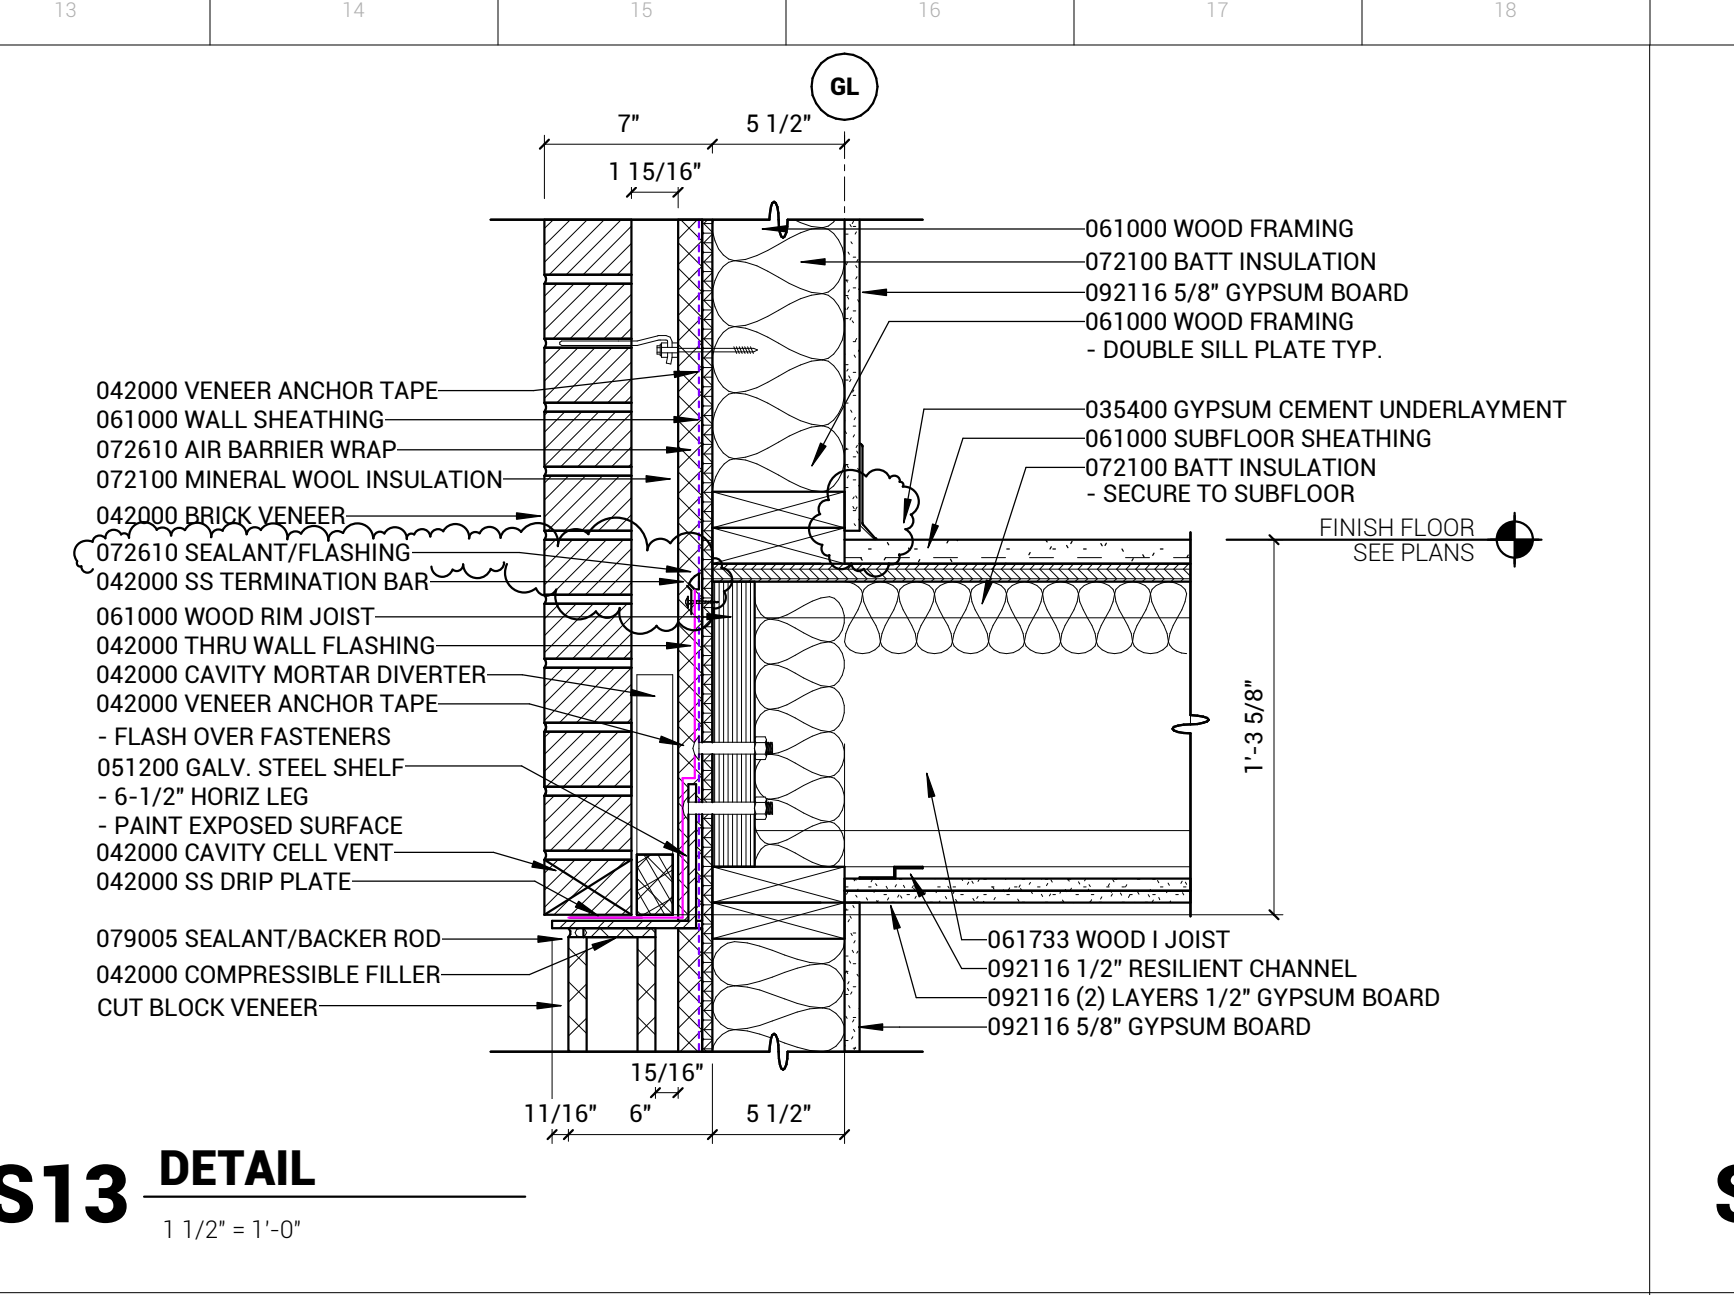 13
14
15
16
17
18
GL
7"
5 1/2"
1 15/16"
061000 WOOD FRAMING
072100 BATT INSULATION
092116 5/8" GYPSUM BOARD
061000 WOOD FRAMING
- DOUBLE SILL PLATE TYP.
035400 GYPSUM CEMENT UNDERLAYMENT
061000 SUBFLOOR SHEATHING
072100 BATT INSULATION
- SECURE TO SUBFLOOR
FINISH FLOOR
SEE PLANS
042000 VENEER ANCHOR TAPE
061000 WALL SHEATHING
072610 AIR BARRIER WRAP
072100 MINERAL WOOL INSULATION
042000 BRICK VENEER
072610 SEALANT/FLASHING
042000 SS TERMINATION BAR
061000 WOOD RIM JOIST
042000 THRU WALL FLASHING
042000 CAVITY MORTAR DIVERTER
042000 VENEER ANCHOR TAPE
- FLASH OVER FASTENERS
051200 GALV. STEEL SHELF
- 6-1/2" HORIZ LEG
- PAINT EXPOSED SURFACE
042000 CAVITY CELL VENT
042000 SS DRIP PLATE
079005 SEALANT/BACKER ROD
042000 COMPRESSIBLE FILLER
CUT BLOCK VENEER
1'-3 5/8"
061733 WOOD I JOIST
092116 1/2" RESILIENT CHANNEL
092116 (2) LAYERS 1/2" GYPSUM BOARD
092116 5/8" GYPSUM BOARD
15/16"
11/16"
6"
5 1/2"
S13 DETAIL
1 1/2" = 1'-0"